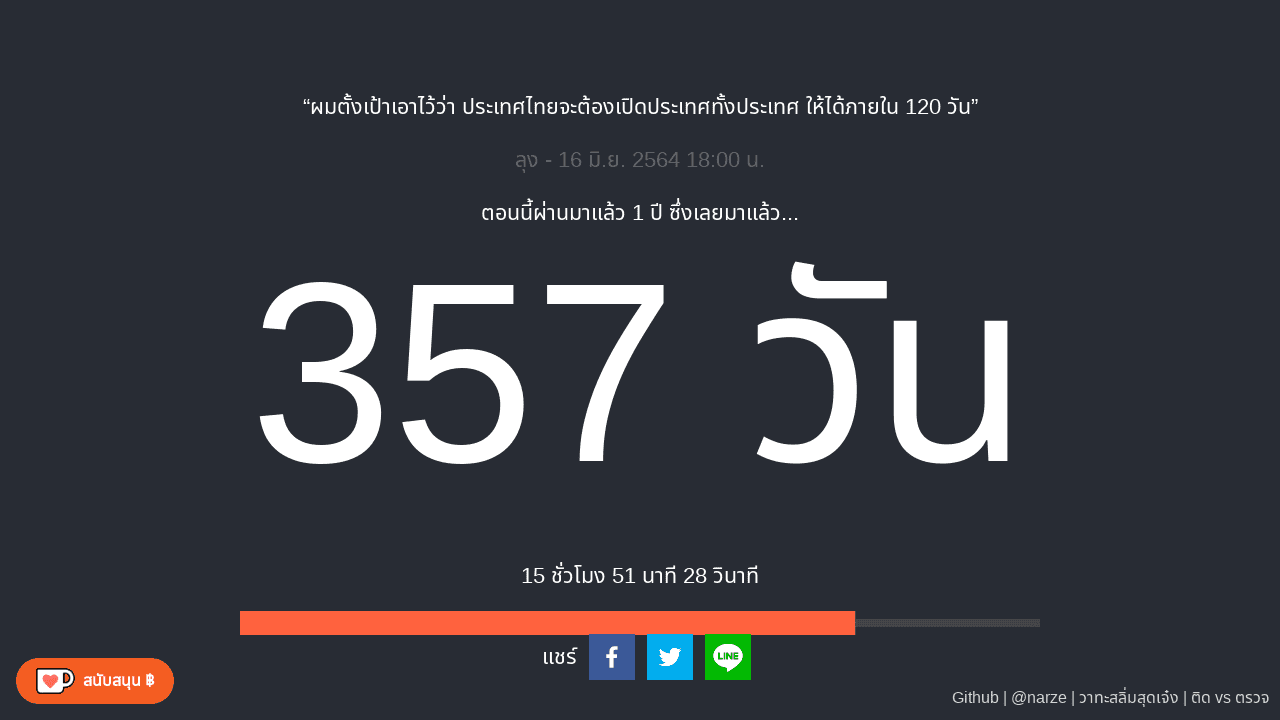 “ผมตั้งเป้าเอาไว้ว่า ประเทศไทยจะต้องเปิดประเทศทั้งประเทศ ให้ได้ภายใน 120 วัน”
ลุง - 16 มิ.ย. 2564 18:00 น.
ตอนนี้ผ่านมาแล้ว 1 ปี ซึ่งเลยมาแล้ว...
357 วัน
15 ชั่วโมง 51 นาที 28 วินาที
แชร์
LINE
สนับสนุน ฿
Github | @narze | วาทะสลิ่มสุดเจ๋ง | ติด vs ตรวจ